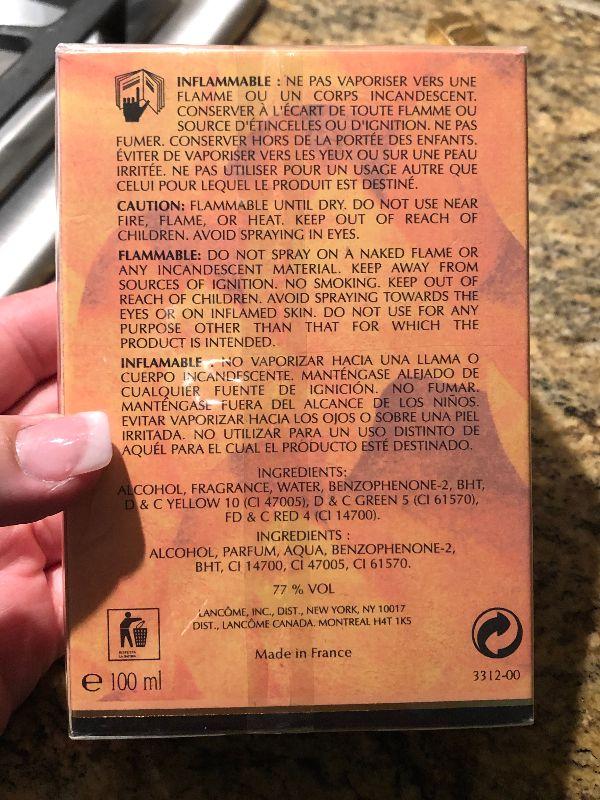 INFLAMMABLE : NE PAS VAPORISER VERS UNE
FLAMME OU UN CORPS INCANDESCENT.
CONSERVER À L'ÉCART DE TOUTE FLAMME OU
SOURCE D'ÉTINCELLES OU D'IGNITION. NE PAS
FUMER. CONSERVER HORS DE LA PORTÉE DES ENFANTS.
ÉVITER DE VAPORISER VERS LES YEUX OU SUR UNE PEAU
IRRITÉE. NE PAS UTILISER POUR UN USAGE AUTRE QUE
CELUI POUR LEQUEL LE PRODUIT EST DESTINÉ.
CAUTION: FLAMMABLE UNTIL DRY. DO NOT USE NEAR
FIRE, FLAME, OR HEAT. KEEP OUT OF REACH OF
CHILDREN. AVOID SPRAYING IN EYES.
FLAMMABLE: DO NOT SPRAY ON A NAKED FLAME OR
ANY INCANDESCENT MATERIAL. KEEP AWAY FROM
SOURCES OF IGNITION. NO SMOKING. KEEP OUT OF
REACH OF CHILDREN. AVOID SPRAYING TOWARDS THE
EYES OR ON INFLAMED SKIN. DO NOT USE FOR ANY
PURPOSE OTHER THAN THAT FOR WHICH THE
PRODUCT IS INTENDED.
INFLAMABLE : NO VAPORIZAR HACIA UNA LLAMA O
CUERPO INCANDESCENTE. MANTÉNGASE ALEJADO DE
CUALQUIER FUENTE DE IGNICIÓN. NO FUMAR.
MANTÉNGASE FUERA DEL ALCANCE DE LOS NIÑOS.
EVITAR VAPORIZAR HACIA LOS OJOS O SOBRE UNA PIEL
IRRITADA. NO UTILIZAR PARA UN USO DISTINTO DE
AQUÉL PARA EL CUAL EL PRODUCTO ESTÉ DESTINADO.
INGREDIENTS:
ALCOHOL, FRAGRANCE, WATER, BENZOPHENONE-2, BHT,
D & C YELLOW 10 (CI 47005), D & C GREEN 5 (CI 61570),
FD & C RED 4 (CI 14700).
INGREDIENTS :
ALCOHOL, PARFUM, AQUA, BENZOPHENONE-2,
BHT, CI 14700, CI 47005, CI 61570.
77 % VOL
LANCÔME, INC., DIST., NEW YORK, NY 10017
DIST., LANCÔME CANADA. MONTREAL H4T 1K5
Made in France
e 100 ml
3312-00